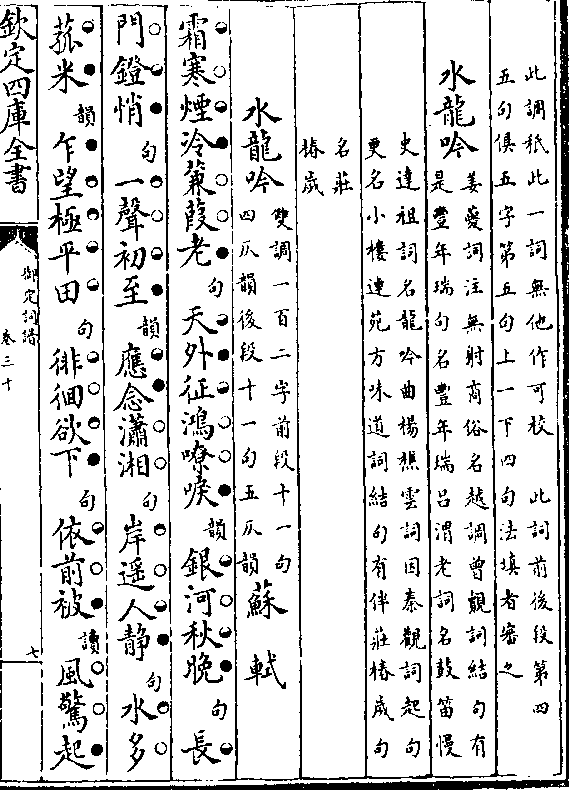 此調秪此一詞無他作可校　此詞前後段第四
五句俱五字第五句上一下四句法填者審之
水龍吟
姜夔詞注無射商俗名越調曾覿詞結句有
是豐年瑞句名豐年瑞呂渭老詞名鼓笛慢
史達祖詞名龍吟曲楊樵雲詞因秦觀詞起句
更名小樓連苑方味道詞結句有伴莊椿歲句
名莊
椿歲
水龍吟
雙調一百二字前段十一句
四仄韻後段十一句五仄韻
蘇軾
霜寒煙冷蒹葭老句天外征鴻嘹唳韻銀河秋晚句長
門鐙悄句一聲初至韻應念瀟湘句岸遥人静句水多
菰米韻乍望極平田句徘徊欲下句依前被讀風驚起
欽定四庫全書
御定詞譜
卷三十
七